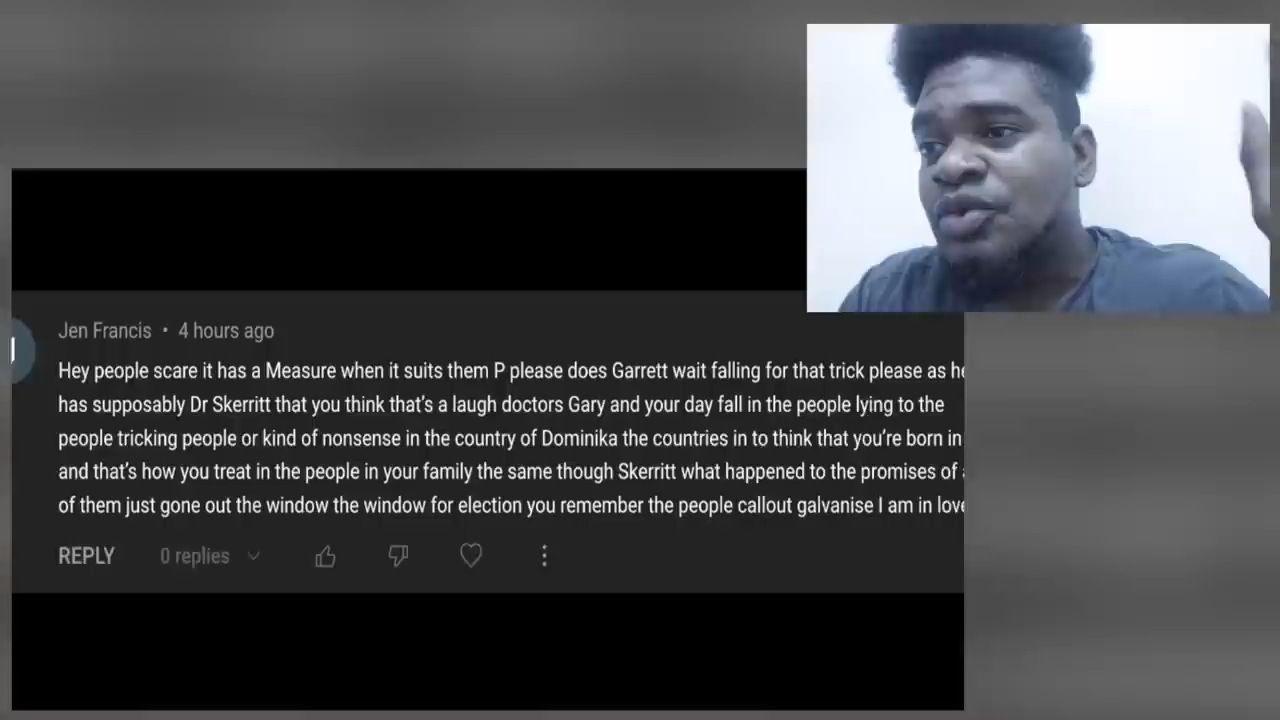 Jen Francis • 4 hours ago
Hey people scare it has a Measure when it suits them P please does Garrett wait falling for that trick please as he
has supposably Dr Skerritt that you think that's a laugh doctors Gary and your day fall in the people lying to the
people tricking people or kind of nonsense in the country of Dominika the countries in to think that you're born in
and that's how you treat in the people in your family the same though Skerritt what happened to the promises of
of them just gone out the window the window for election you remember the people callout galvanise I am in love
REPLY 0 replies